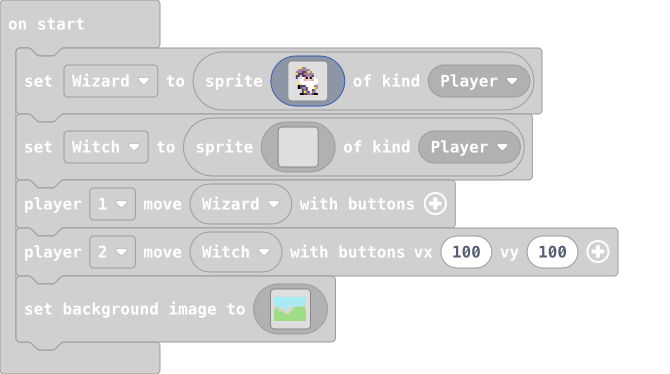 on start
set Wizard to sprite of kind Player
set Witch to sprite of kind Player
player 1 move Wizard with buttons
player 2 move Witch with buttons vx 100 vy 100
set background image to